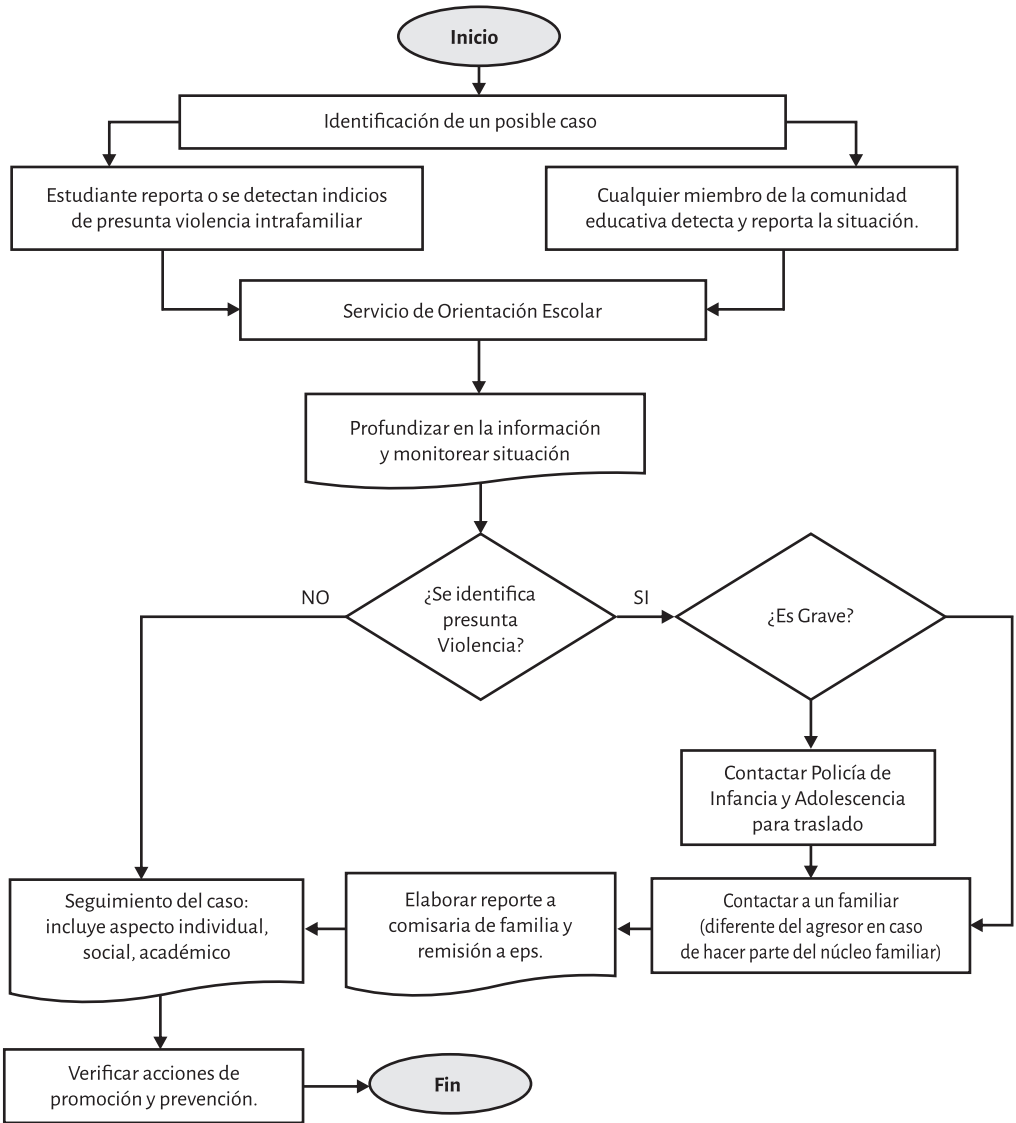 Inicio
Identificación de un posible caso
Estudiante reporta o se detectan indicios
de presunta violencia intrafamiliar
Cualquier miembro de la comunidad
educativa detecta y reporta la situación.
Servicio de Orientación Escolar
Profundizar en la información
y monitorear situación
¿Se identifica
presunta
Violencia?
NO
SI
¿Es Grave?
Contactar Policía de
Infancia y Adolescencia
para traslado
Contactar a un familiar
(diferente del agresor en caso
de hacer parte del núcleo familiar)
Elaborar reporte a
comisaria de familia y
remisión a eps.
Seguimiento del caso:
incluye aspecto individual,
social, académico
Verificar acciones de
promoción y prevención.
Fin